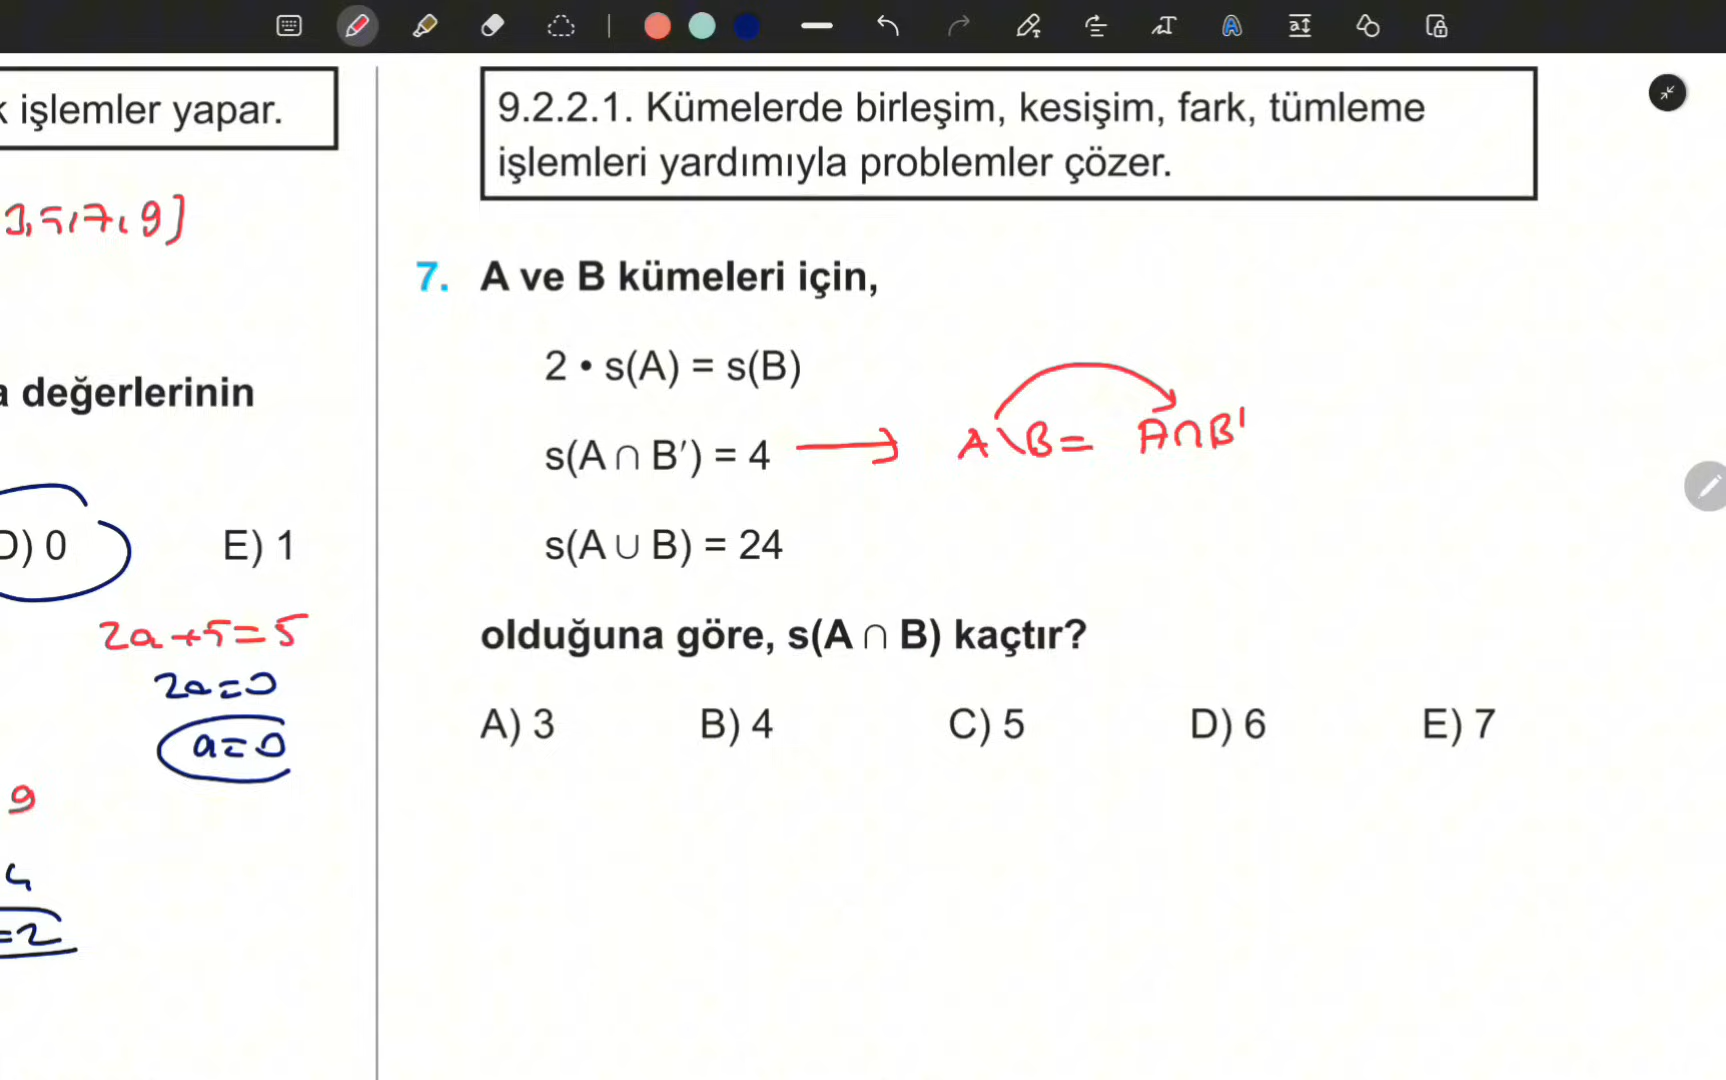 k işlemler yapar.
3,5,7,9}
a değerlerinin
D) 0 E) 1
2a+5=5
2a=0
a=0
9
4
=2
9.2.2.1. Kümelerde birleşim, kesişim, fark, tümleme
işlemleri yardımıyla problemler çözer.
7. A ve B kümeleri için,
2 • s(A) = s(B)
s(A ∩ B′) = 4 → A\B = A∩B'
s(A ∪ B) = 24
olduğuna göre, s(A ∩ B) kaçtır?
A) 3 B) 4 C) 5 D) 6 E) 7